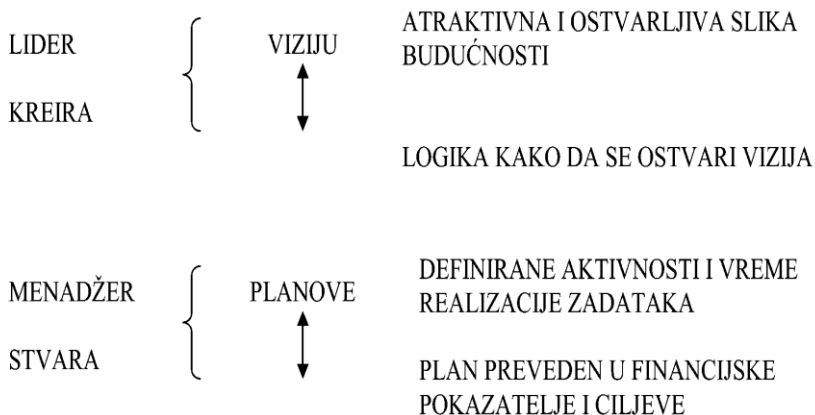 LIDER
KREIRA
VIZIJU
ATRAKTIVNA I OSTVARLJIVA SLIKA
BUDUĆNOSTI
LOGIKA KAKO DA SE OSTVARI VIZIJA
MENADŽER
STVARA
PLANOVE
DEFINIRANE AKTIVNOSTI I VREME
REALIZACIJE ZADATAKA
PLAN PREVEDEN U FINANCIJSKE
POKAZATELJE I CILJEVE